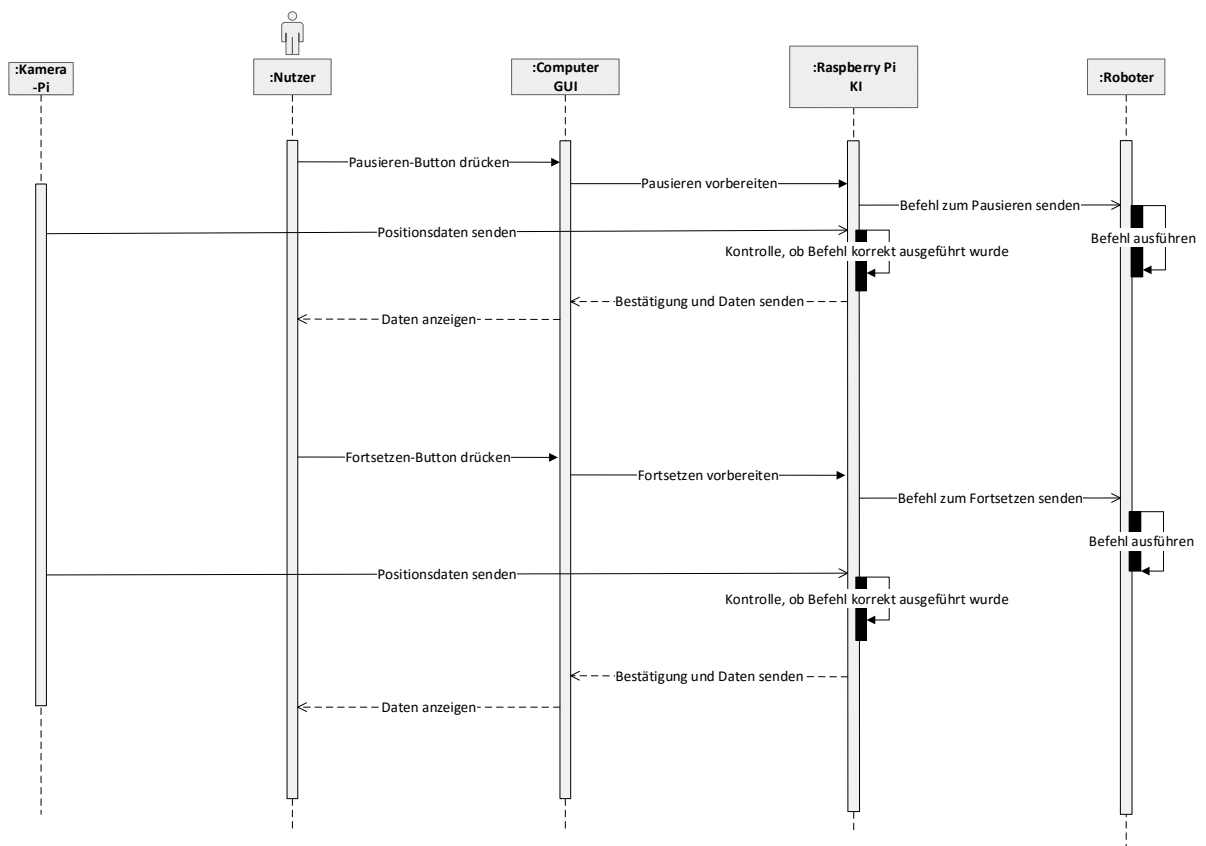 :Kamera
-Pi
:Nutzer
:Computer
GUI
:Raspberry Pi
KI
:Roboter
Pausieren-Button drücken
Pausieren vorbereiten
Befehl zum Pausieren senden
Positionsdaten senden
Befehl ausführen
Kontrolle, ob Befehl korrekt ausgeführt wurde
Bestätigung und Daten senden
Daten anzeigen
Fortsetzen-Button drücken
Fortsetzen vorbereiten
Befehl zum Fortsetzen senden
Befehl ausführen
Positionsdaten senden
Kontrolle, ob Befehl korrekt ausgeführt wurde
Bestätigung und Daten senden
Daten anzeigen